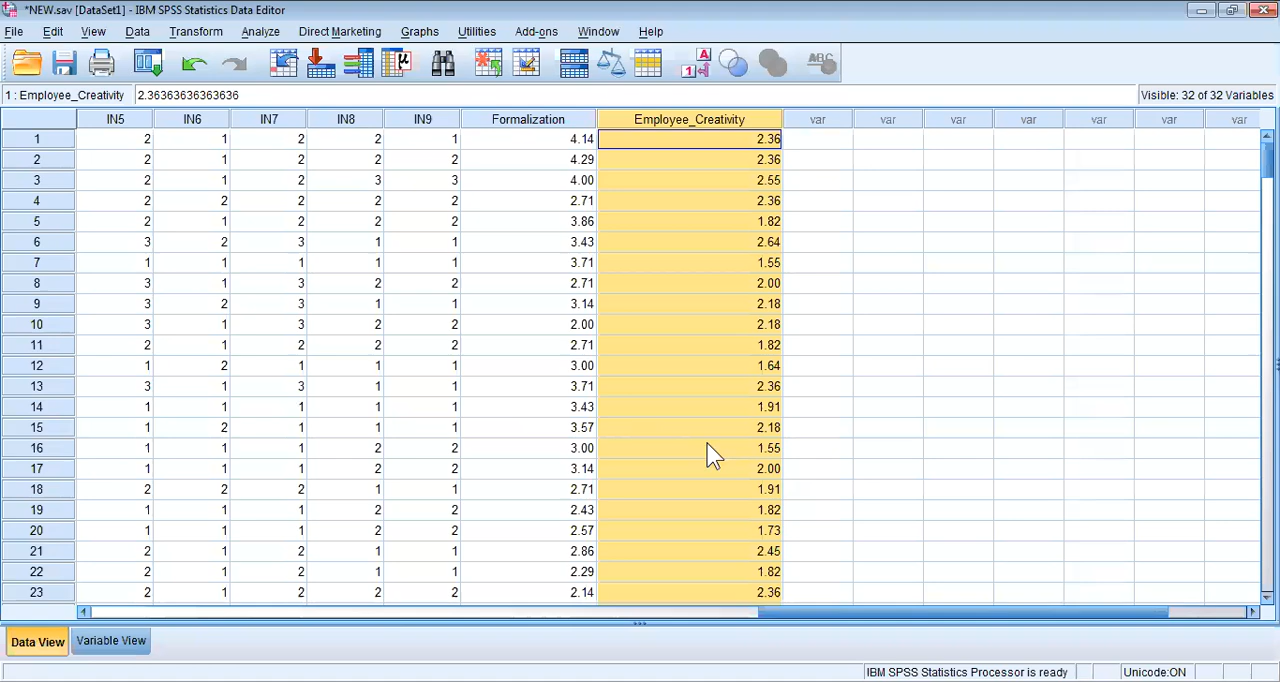 *NEW.sav [DataSet1] - IBM SPSS Statistics Data Editor
File Edit View Data Transform Analyze Direct Marketing Graphs Utilities Add-ons Window Help
1 : Employee_Creativity 2.36363636363636 Visible: 32 of 32 Variables
IN5 IN6 IN7 IN8 IN9 Formalization Employee_Creativity var var var var var var var
1 2 1 2 2 1 4.14 2.36
2 2 1 2 2 2 4.29 2.36
3 2 1 2 3 3 4.00 2.55
4 2 2 2 2 2 2.71 2.36
5 2 1 2 2 2 3.86 1.82
6 3 2 3 1 1 3.43 2.64
7 1 1 1 1 1 3.71 1.55
8 3 1 3 2 2 2.71 2.00
9 3 2 3 1 1 3.14 2.18
10 3 1 3 2 2 2.00 2.18
11 2 1 2 2 2 2.71 1.82
12 1 2 1 1 1 3.00 1.64
13 3 1 3 1 1 3.71 2.36
14 1 1 1 1 1 3.43 1.91
15 1 2 1 1 1 3.57 2.18
16 1 1 1 2 2 3.00 1.55
17 1 1 1 2 2 3.14 2.00
18 2 2 2 1 1 2.71 1.91
19 1 1 1 2 2 2.43 1.82
20 1 1 1 2 2 2.57 1.73
21 2 1 2 1 1 2.86 2.45
22 2 1 2 1 1 2.29 1.82
23 2 1 2 2 2 2.14 2.36
Data View Variable View
IBM SPSS Statistics Processor is ready Unicode:ON